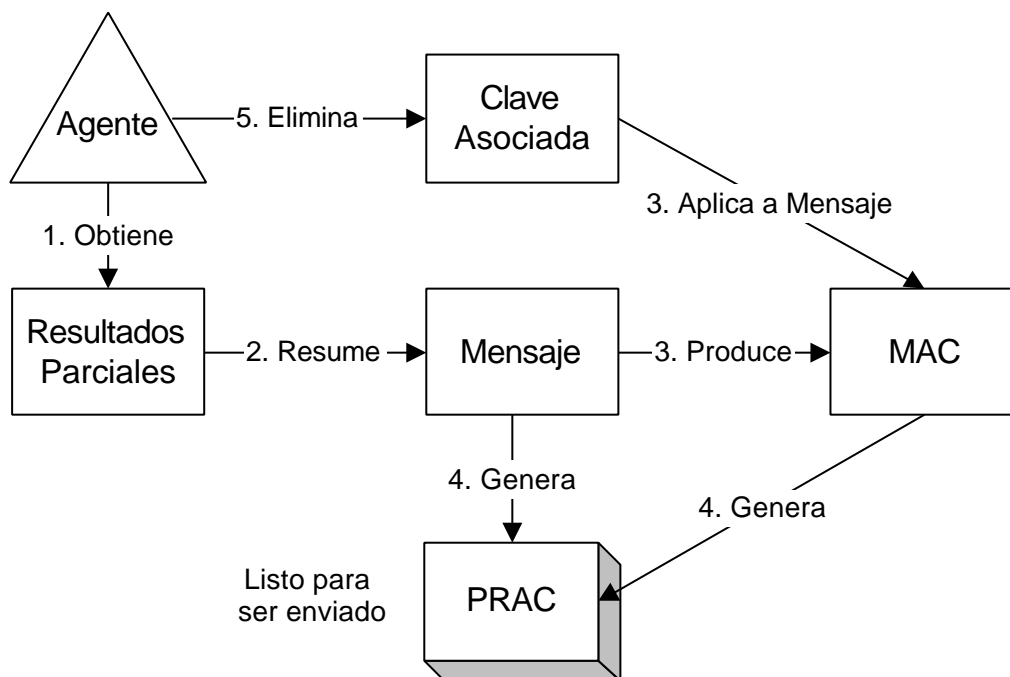 Agente
5. Elimina
Clave
Asociada
3. Aplica a Mensaje
1. Obtiene
Resultados
Parciales
2. Resume
Mensaje
3. Produce
MAC
4. Genera
4. Genera
Listo para
ser enviado
PRAC